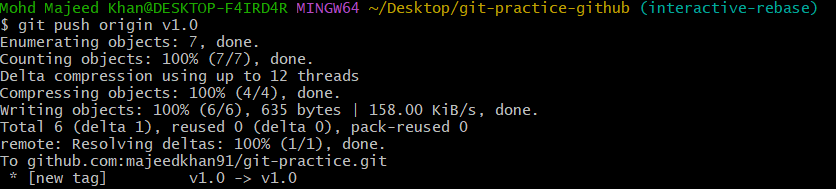 Mohd Majeed Khan@DESKTOP-F4IRD4R MINGW64 ~/Desktop/git-practice-github (interactive-rebase)
$ git push origin v1.0
Enumerating objects: 7, done.
Counting objects: 100% (7/7), done.
Delta compression using up to 12 threads
Compressing objects: 100% (4/4), done.
Writing objects: 100% (6/6), 635 bytes | 158.00 KiB/s, done.
Total 6 (delta 1), reused 0 (delta 0), pack-reused 0
remote: Resolving deltas: 100% (1/1), done.
To github.com:majeedkhan91/git-practice.git
 * [new tag]         v1.0 -> v1.0